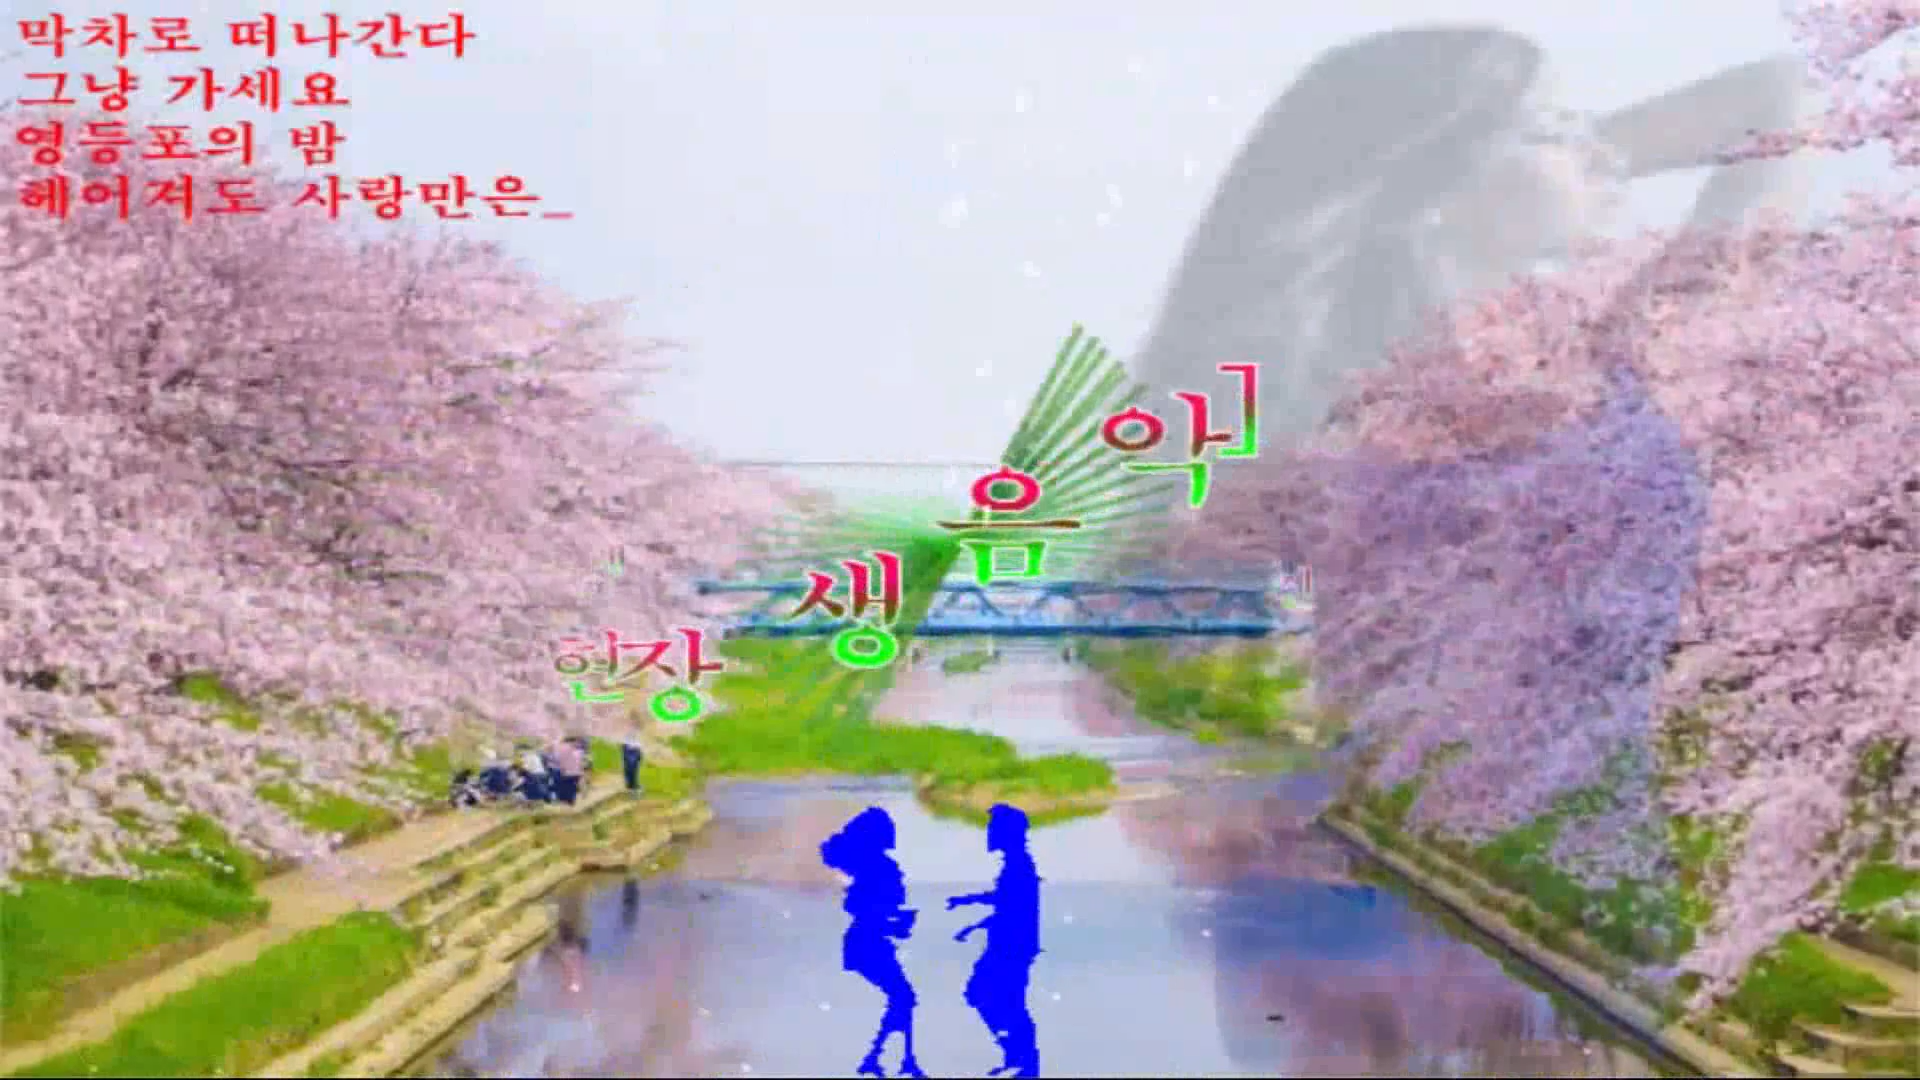 막차로 떠나간다
그냥 가세요
영등포의 밤
헤어져도 사랑만은_
현장 생 음 악]